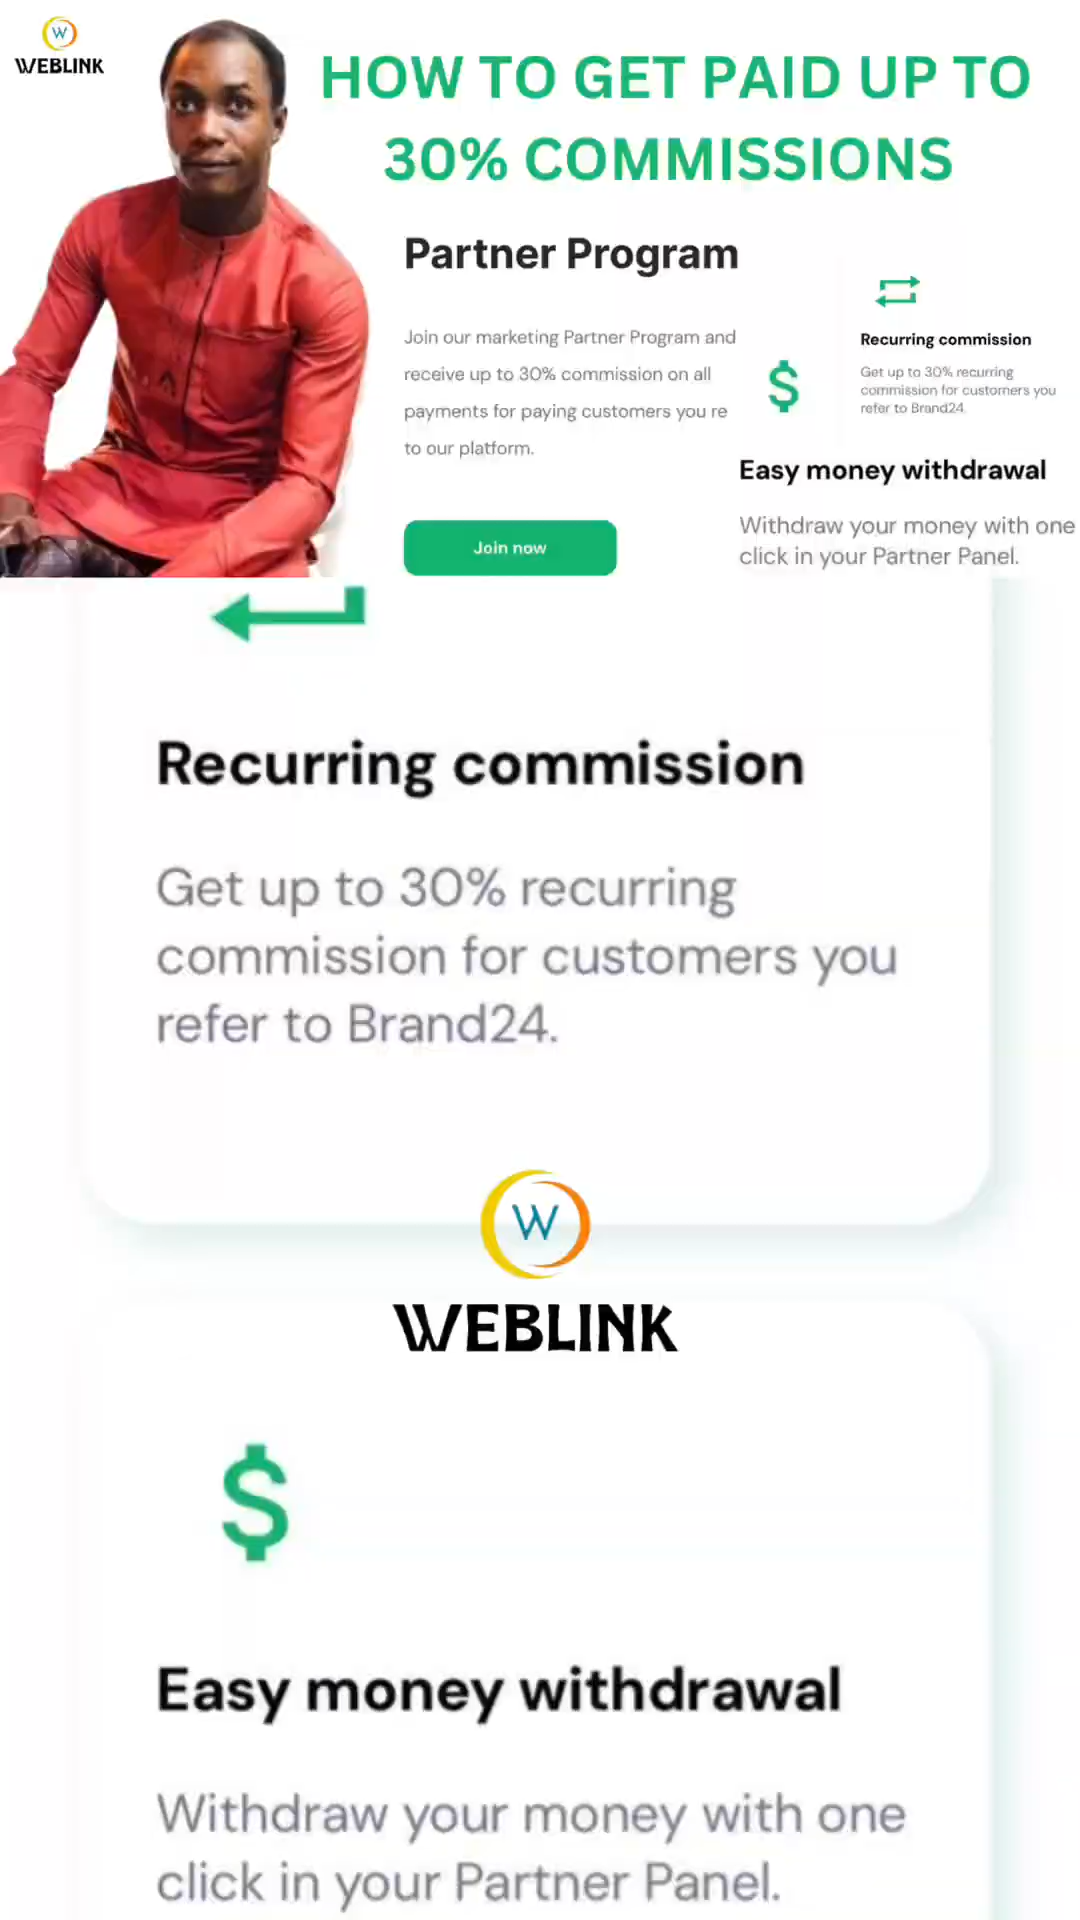 W
WEBLINK
HOW TO GET PAID UP TO
30% COMMISSIONS
Partner Program
Join our marketing Partner Program and
receive up to 30% commission on all
payments for paying customers you re
to our platform.
Join now
$
Recurring commission
Get up to 30% recurring
commission for customers you
refer to Brand24
Easy money withdrawal
Withdraw your money with one
click in your Partner Panel.
Recurring commission
Get up to 30% recurring
commission for customers you
refer to Brand24.
W
WEBLINK
$
Easy money withdrawal
Withdraw your money with one
click in your Partner Panel.